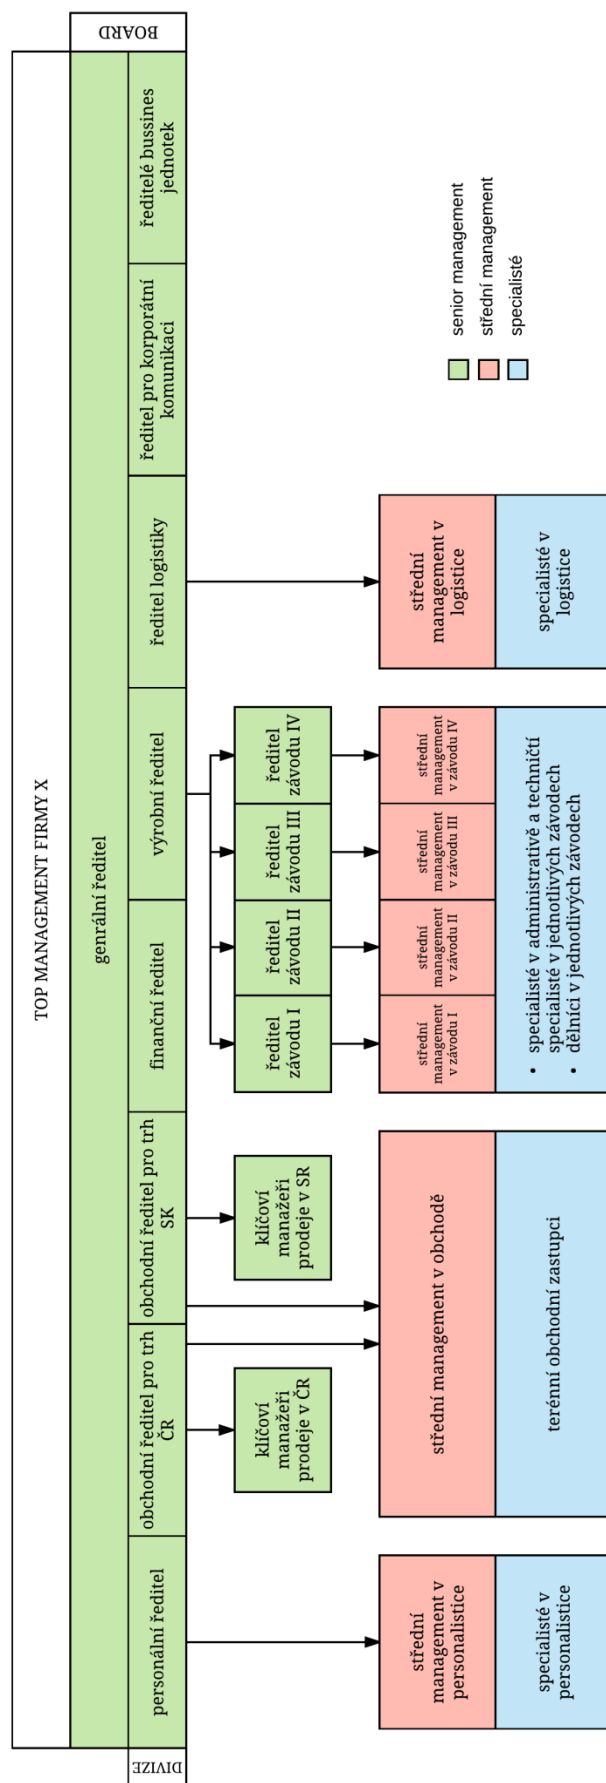 TOP MANAGEMENT FIRMY X
DIVIZE
genrální ředitel
BOARD
personální ředitel
obchodní ředitel pro trh
ČR
obchodní ředitel pro trh
SK
finanční ředitel
výrobní ředitel
ředitel logistiky
ředitel pro korporátní
komunikaci
ředitelé bussines
jednotek
klíčoví
manažeři
prodeje v ČR
klíčoví
manažeři
prodeje v SR
ředitel
závodu I
ředitel
závodu II
ředitel
závodu III
ředitel
závodu IV
střední
management v
personalistice
střední management v obchodě
střední
management
v závodu I
střední
management
v závodu II
střední
management
v závodu III
střední
management
v závodu IV
střední
management v
logistice
specialisté v
personalistice
terénní obchodní zastupci
• specialisté v administrativě a techničtí
specialisté v jednotlivých závodech
• dělníci v jednotlivých závodech
specialisté v
logistice
senior management
střední management
specialisté